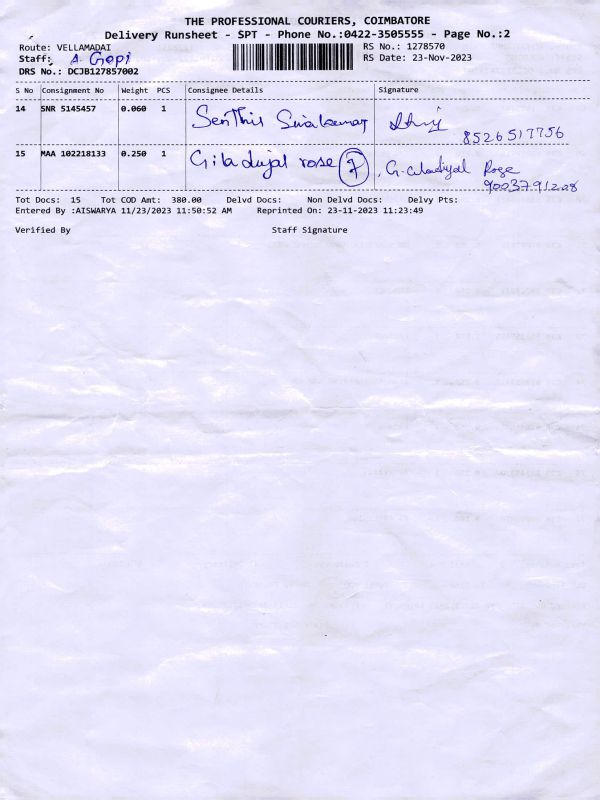 THE PROFESSIONAL COURIERS, COIMBATORE
Delivery Runsheet - SPT - Phone No.:0422-3505555 - Page No.:2
Route: VELLAMADAI RS No.: 1278570
Staff: A. Gopi RS Date: 23-Nov-2023
DRS No.: DCJB127857002
S No Consignment No Weight PCS Consignee Details Signature
14 SNR 5145457 0.060 1 Senthil Sivakumar 8526517756
15 MAA 102218133 0.250 1 Giladujal rose 7 G. Rose
9003791208
Tot Docs: 15 Tot COD Amt: 380.00 Delvd Docs: Non Delvd Docs: Delvy Pts:
Entered By :AISWARYA 11/23/2023 11:50:52 AM Reprinted On: 23-11-2023 11:23:49
Verified By Staff Signature